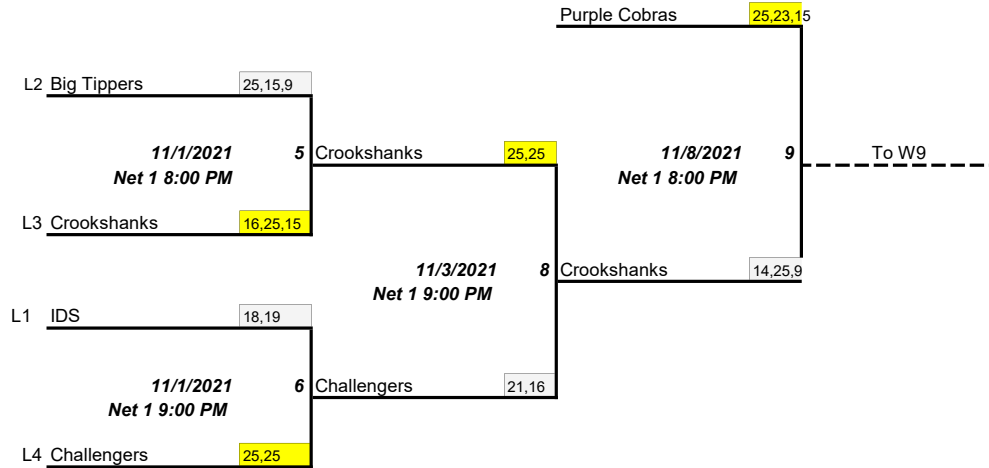 Purple Cobras 25,23,15
L2 Big Tippers 25,15,9
11/1/2021 5 Crookshanks 25,25 11/8/2021 9 To W9
Net 1 8:00 PM Net 1 8:00 PM
L3 Crookshanks 16,25,15
11/3/2021 8 Crookshanks 14,25,9
Net 1 9:00 PM
L1 IDS 18,19
11/1/2021 6 Challengers 21,16
Net 1 9:00 PM
L4 Challengers 25,25